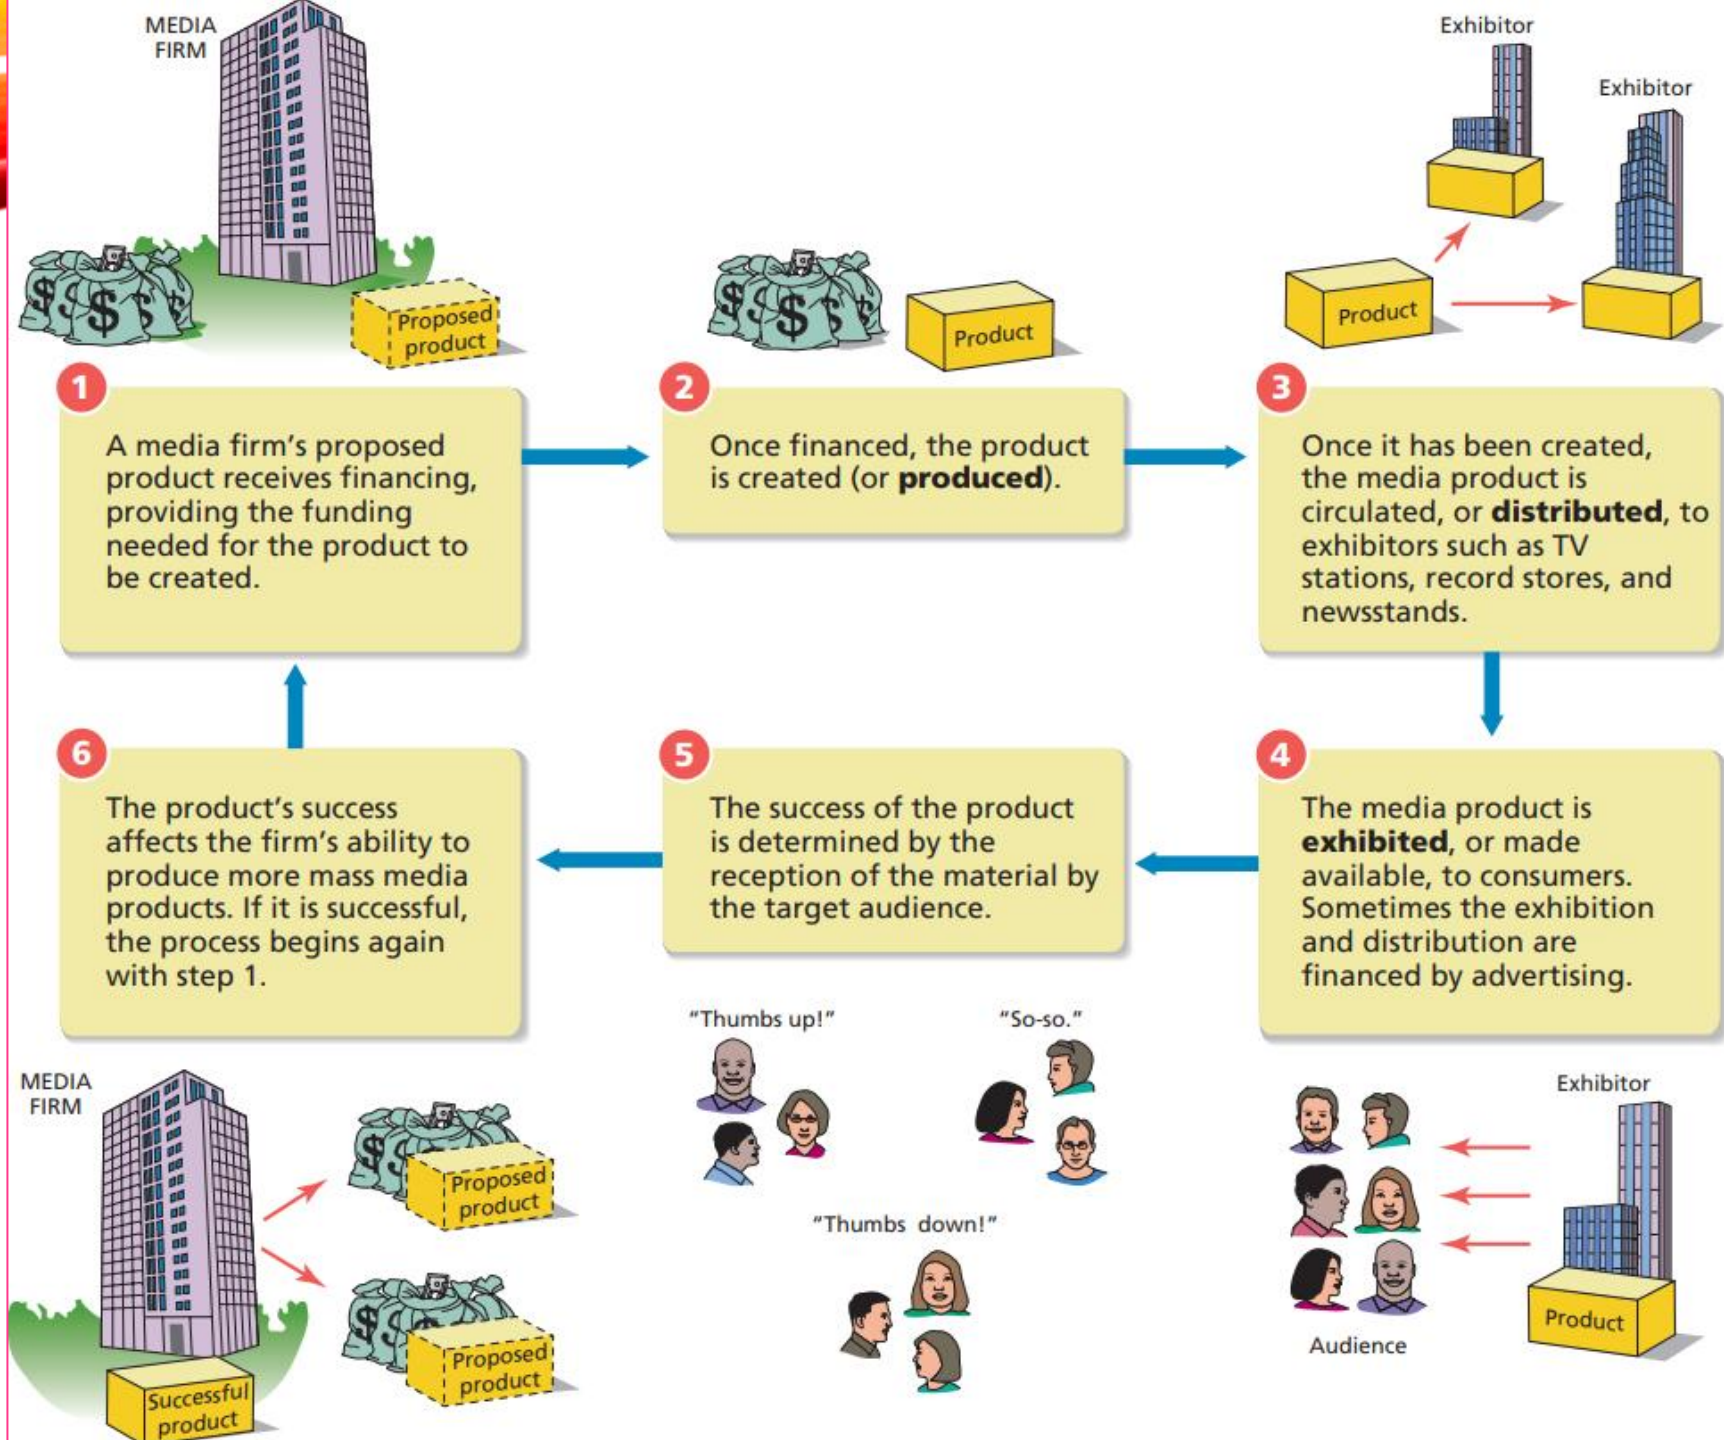 MEDIA
FIRM
$ $ $ $ $
Proposed
product
$ $ $ $ $
Product
Exhibitor
Exhibitor
Product
1
A media firm's proposed
product receives financing,
providing the funding
needed for the product to
be created.
2
Once financed, the product
is created (or produced).
3
Once it has been created,
the media product is
circulated, or distributed, to
exhibitors such as TV
stations, record stores, and
newsstands.
4
The media product is
exhibited, or made
available, to consumers.
Sometimes the exhibition
and distribution are
financed by advertising.
Exhibitor
Product
Audience
5
The success of the product
is determined by the
reception of the material by
the target audience.
"Thumbs up!"
"So-so."
"Thumbs down!"
6
The product's success
affects the firm's ability to
produce more mass media
products. If it is successful,
the process begins again
with step 1.
MEDIA
FIRM
Successful
product
$ $
Proposed
product
$ $
Proposed
product